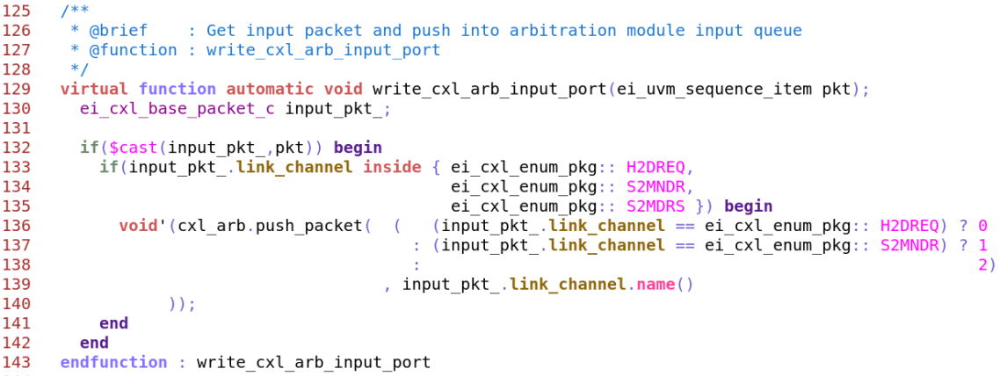 125 /**
126 * @brief : Get input packet and push into arbitration module input queue
127 * @function : write_cxl_arb_input_port
128 */
129 virtual function automatic void write_cxl_arb_input_port(ei_uvm_sequence_item pkt);
130 ei_cxl_base_packet_c input_pkt_;
131
132 if($cast(input_pkt_,pkt)) begin
133 if(input_pkt_.link_channel inside { ei_cxl_enum_pkg:: H2DREQ,
134 ei_cxl_enum_pkg:: S2MNDR,
135 ei_cxl_enum_pkg:: S2MDRS }) begin
136 void'(cxl_arb.push_packet( ( (input_pkt_.link_channel == ei_cxl_enum_pkg:: H2DREQ) ? 0
137 : (input_pkt_.link_channel == ei_cxl_enum_pkg:: S2MNDR) ? 1
138 : 2)
139 , input_pkt_.link_channel.name()
140 ));
141 end
142 end
143 endfunction : write_cxl_arb_input_port